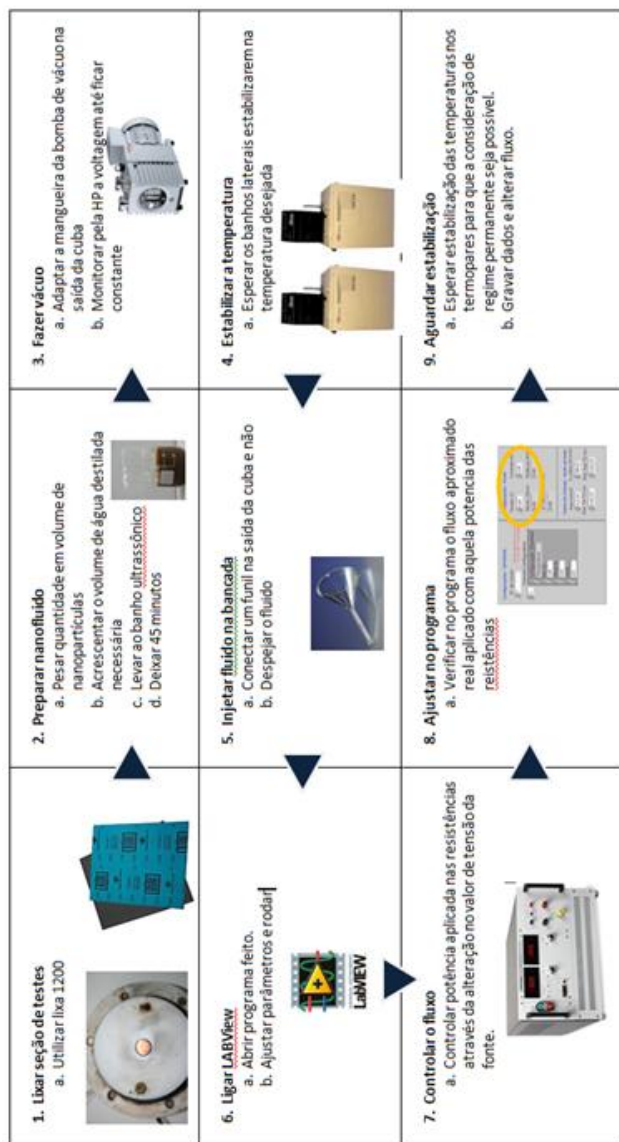 1. Lixar seção de testes
a. Utilizar lixa 1200
2. Preparar nanofluido
a. Pesar quantidade em volume de
nanopartículas
b. Acrescentar o volume de água destilada
necessária
c. Levar ao banho ultrassônico
d. Deixar 45 minutos
3. Fazer vácuo
a. Adaptar a mangueira da bomba de vácuo na
saída da cuba
b. Monitorar pela HP a voltagem até ficar
constante
4. Estabilizar a temperatura
a. Esperar os banhos laterais estabilizarem na
temperatura desejada
5. Injetar fluido na bancada
a. Conectar um funil na saída da cuba e não
b. Despejar o fluido
6. Ligar LABView
a. Abrir programa feito.
b. Ajustar parâmetros e rodar
LabVIEW
7. Controlar o fluxo
a. Controlar potência aplicada nas resistências
através da alteração no valor de tensão da
fonte.
8. Ajustar no programa
a. Verificar no programa o fluxo aproximado
real aplicado com aquela potencia das
reistências
9. Aguardar estabilização
a. Esperar estabilização das temperaturas nos
termopares para que a consideração de
regime permanente seja possível.
b. Gravar dados e alterar fluxo.